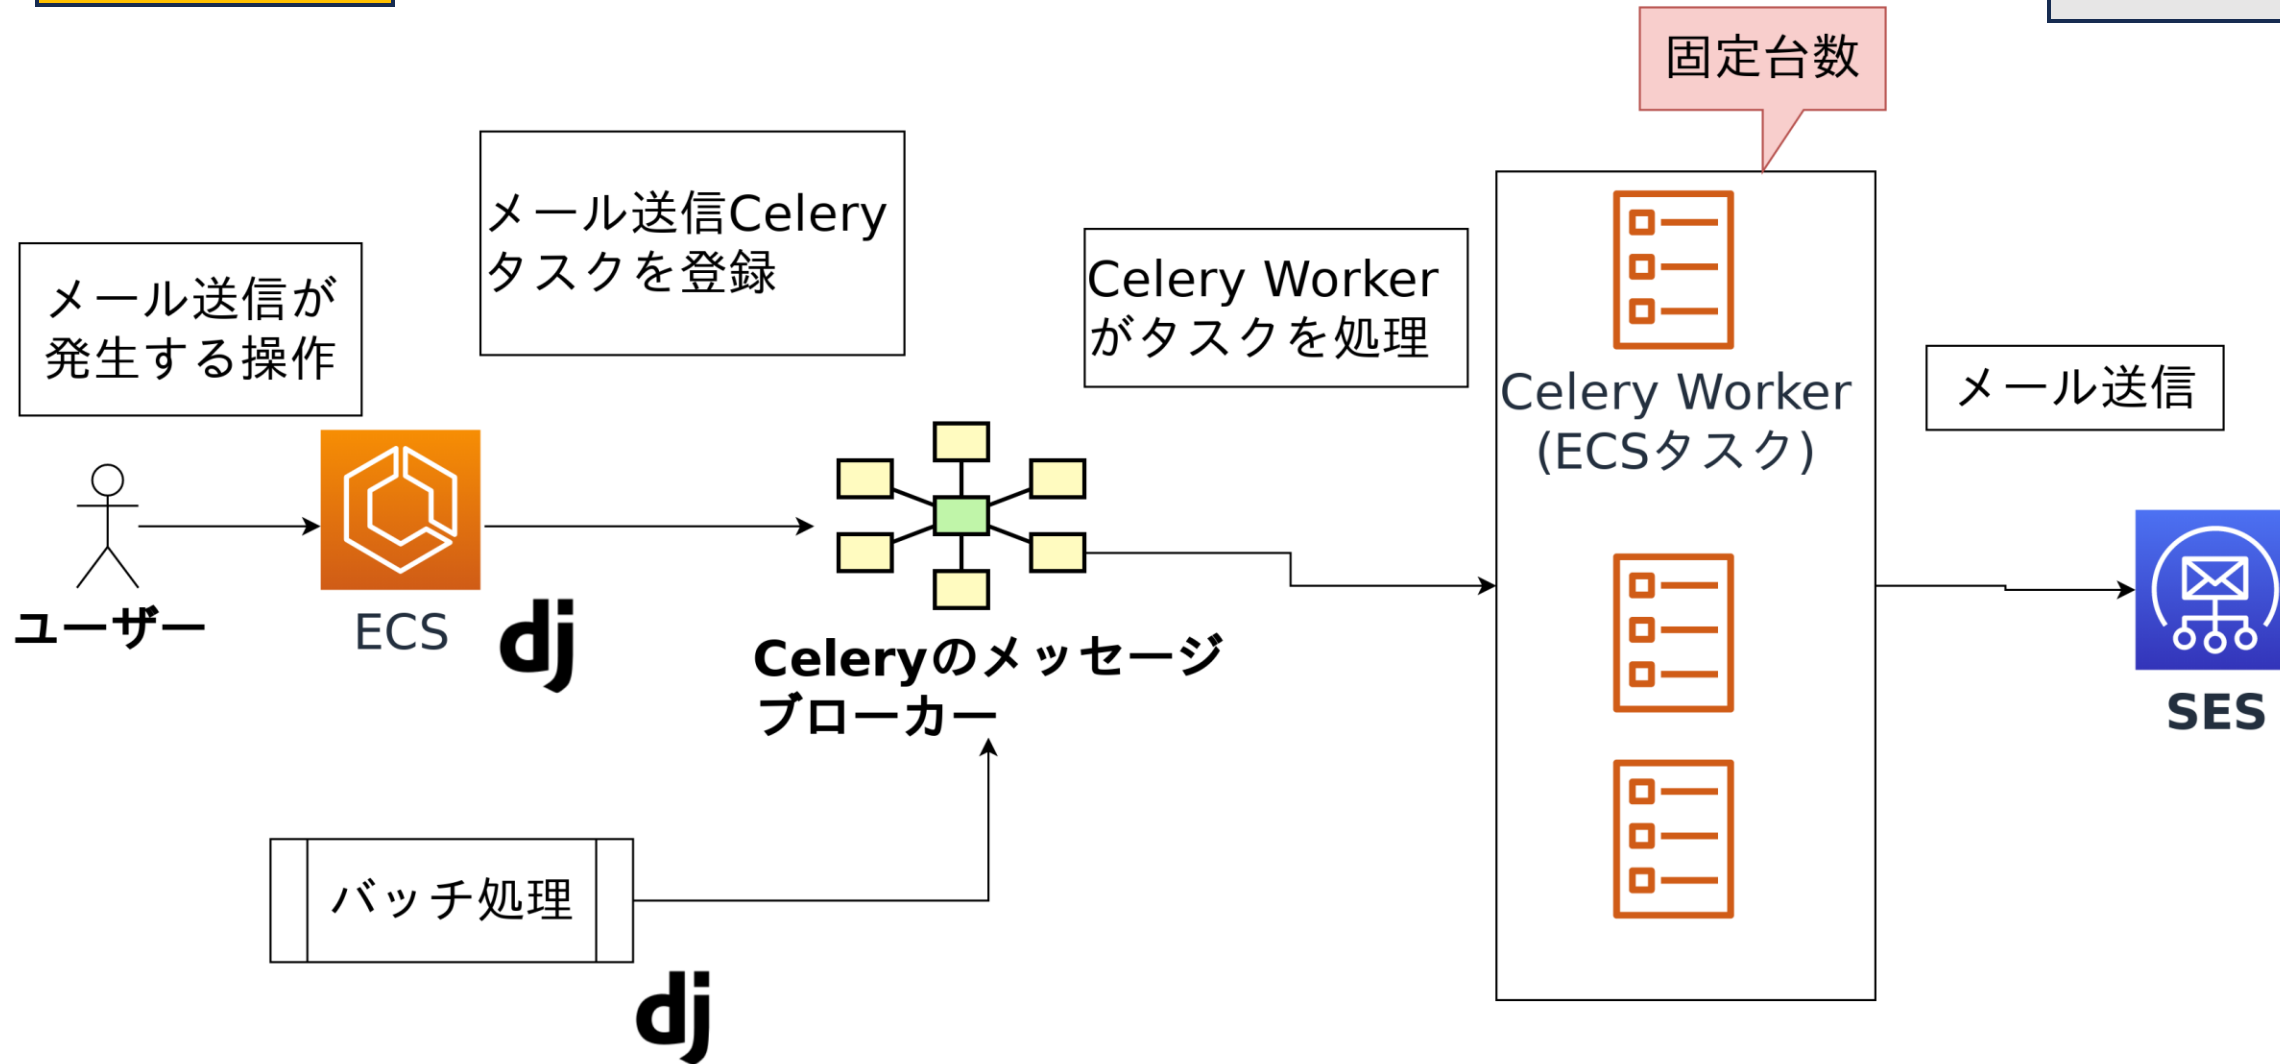 固定台数
メール送信Celery
タスクを登録
メール送信が
発生する操作
Celery Worker
がタスクを処理
Celery Worker
(ECSタスク)
メール送信
ユーザー
ECS
dj
Celeryのメッセージ
ブローカー
SES
バッチ処理
dj